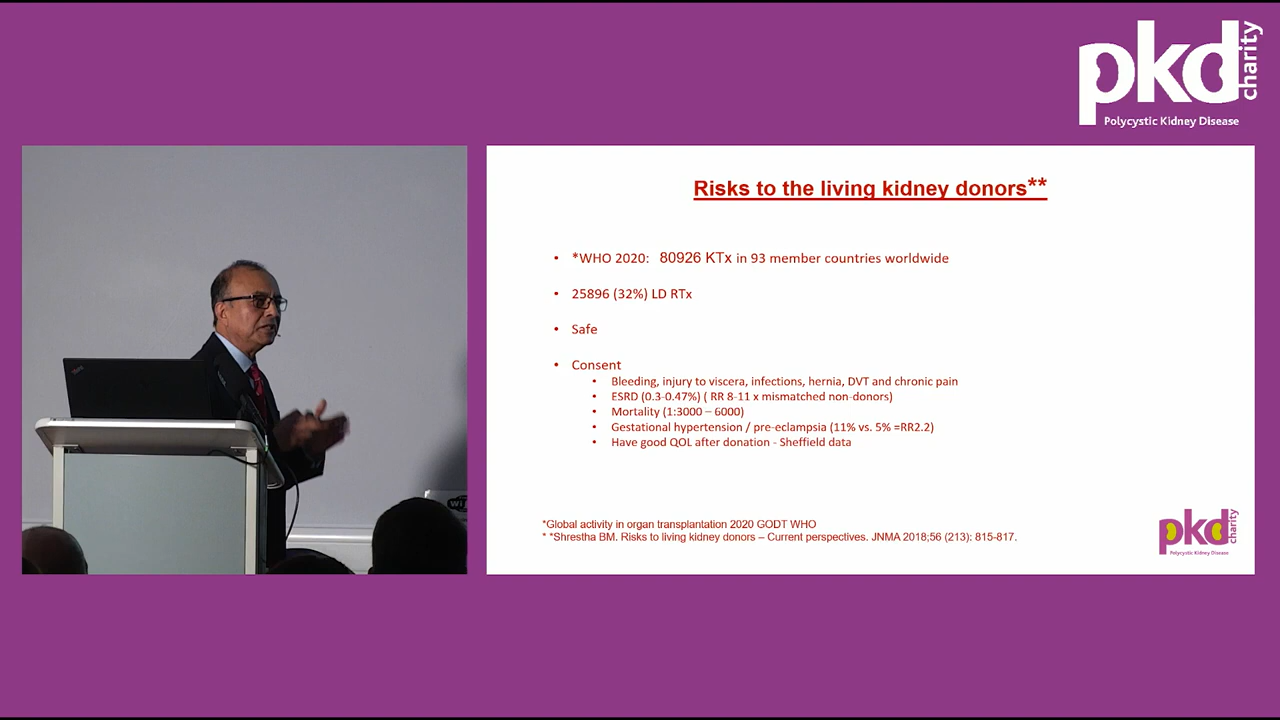 pkd
charity
Polycystic Kidney Disease
Risks to the living kidney donors**
• *WHO 2020: 80926 KTx in 93 member countries worldwide
• 25896 (32%) LD RTx
• Safe
• Consent
• Bleeding, injury to viscera, infections, hernia, DVT and chronic pain
• ESRD (0.3-0.47%) ( RR 8-11 x mismatched non-donors)
• Mortality (1:3000 – 6000)
• Gestational hypertension / pre-eclampsia (11% vs. 5% =RR2.2)
• Have good QOL after donation - Sheffield data
*Global activity in organ transplantation 2020 GODT WHO
* *Shrestha BM. Risks to living kidney donors – Current perspectives. JNMA 2018;56 (213): 815-817.
pkd
charity
Polycystic Kidney Disease